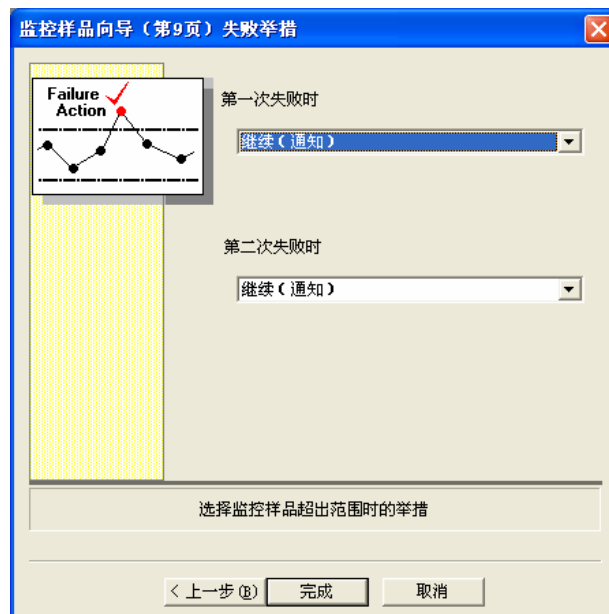 监控样品向导（第9页）失败举措
Failure
Action
第一次失败时
继续（通知）
第二次失败时
继续（通知）
选择监控样品超出范围时的举措
< 上一步(B)
完成
取消